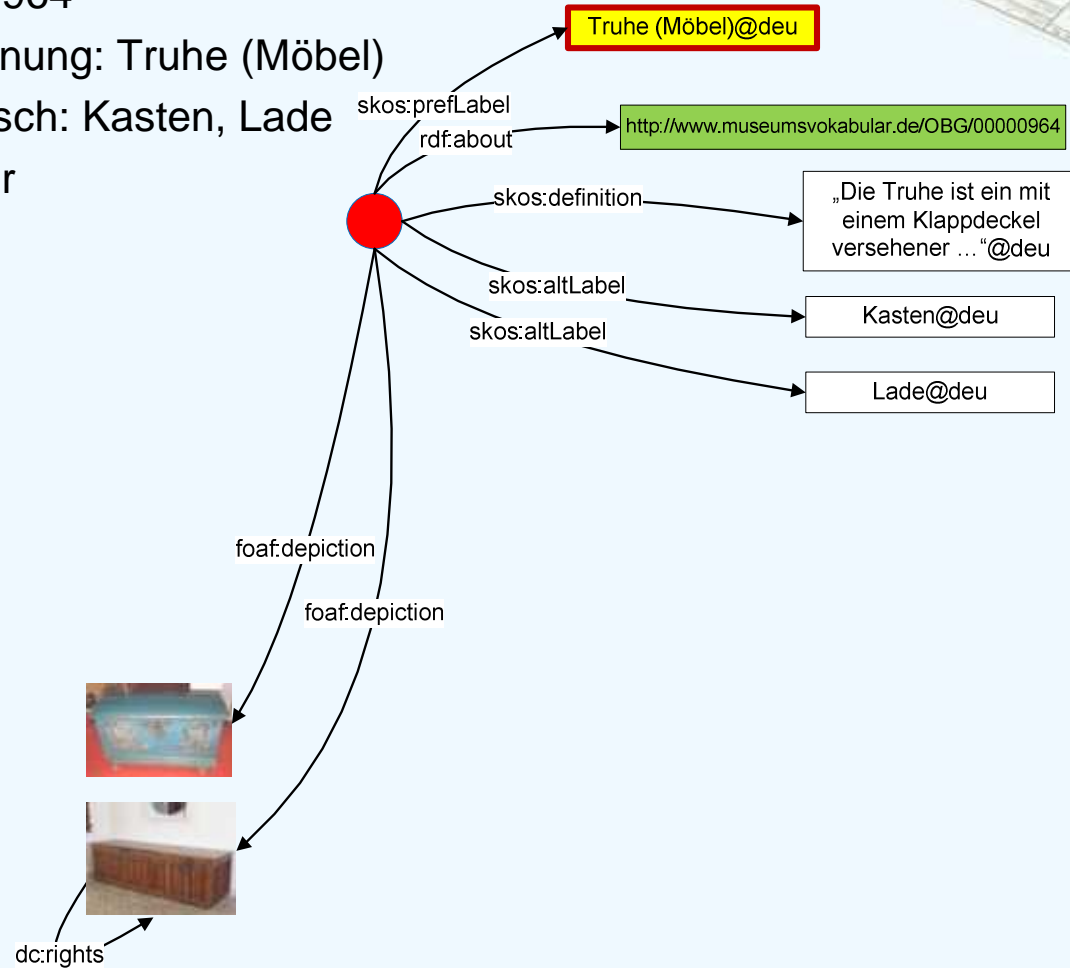 964
nung: Truhe (Möbel)
sch: Kasten, Lade
r
Truhe (Möbel)@deu
skos:prefLabel
http://www.museumsvokabular.de/OBG/00000964
rdf:about
skos:definition
„Die Truhe ist ein mit
einem Klappdeckel
versehener …“@deu
skos:altLabel
Kasten@deu
skos:altLabel
Lade@deu
foaf:depiction
foaf:depiction
dc:rights